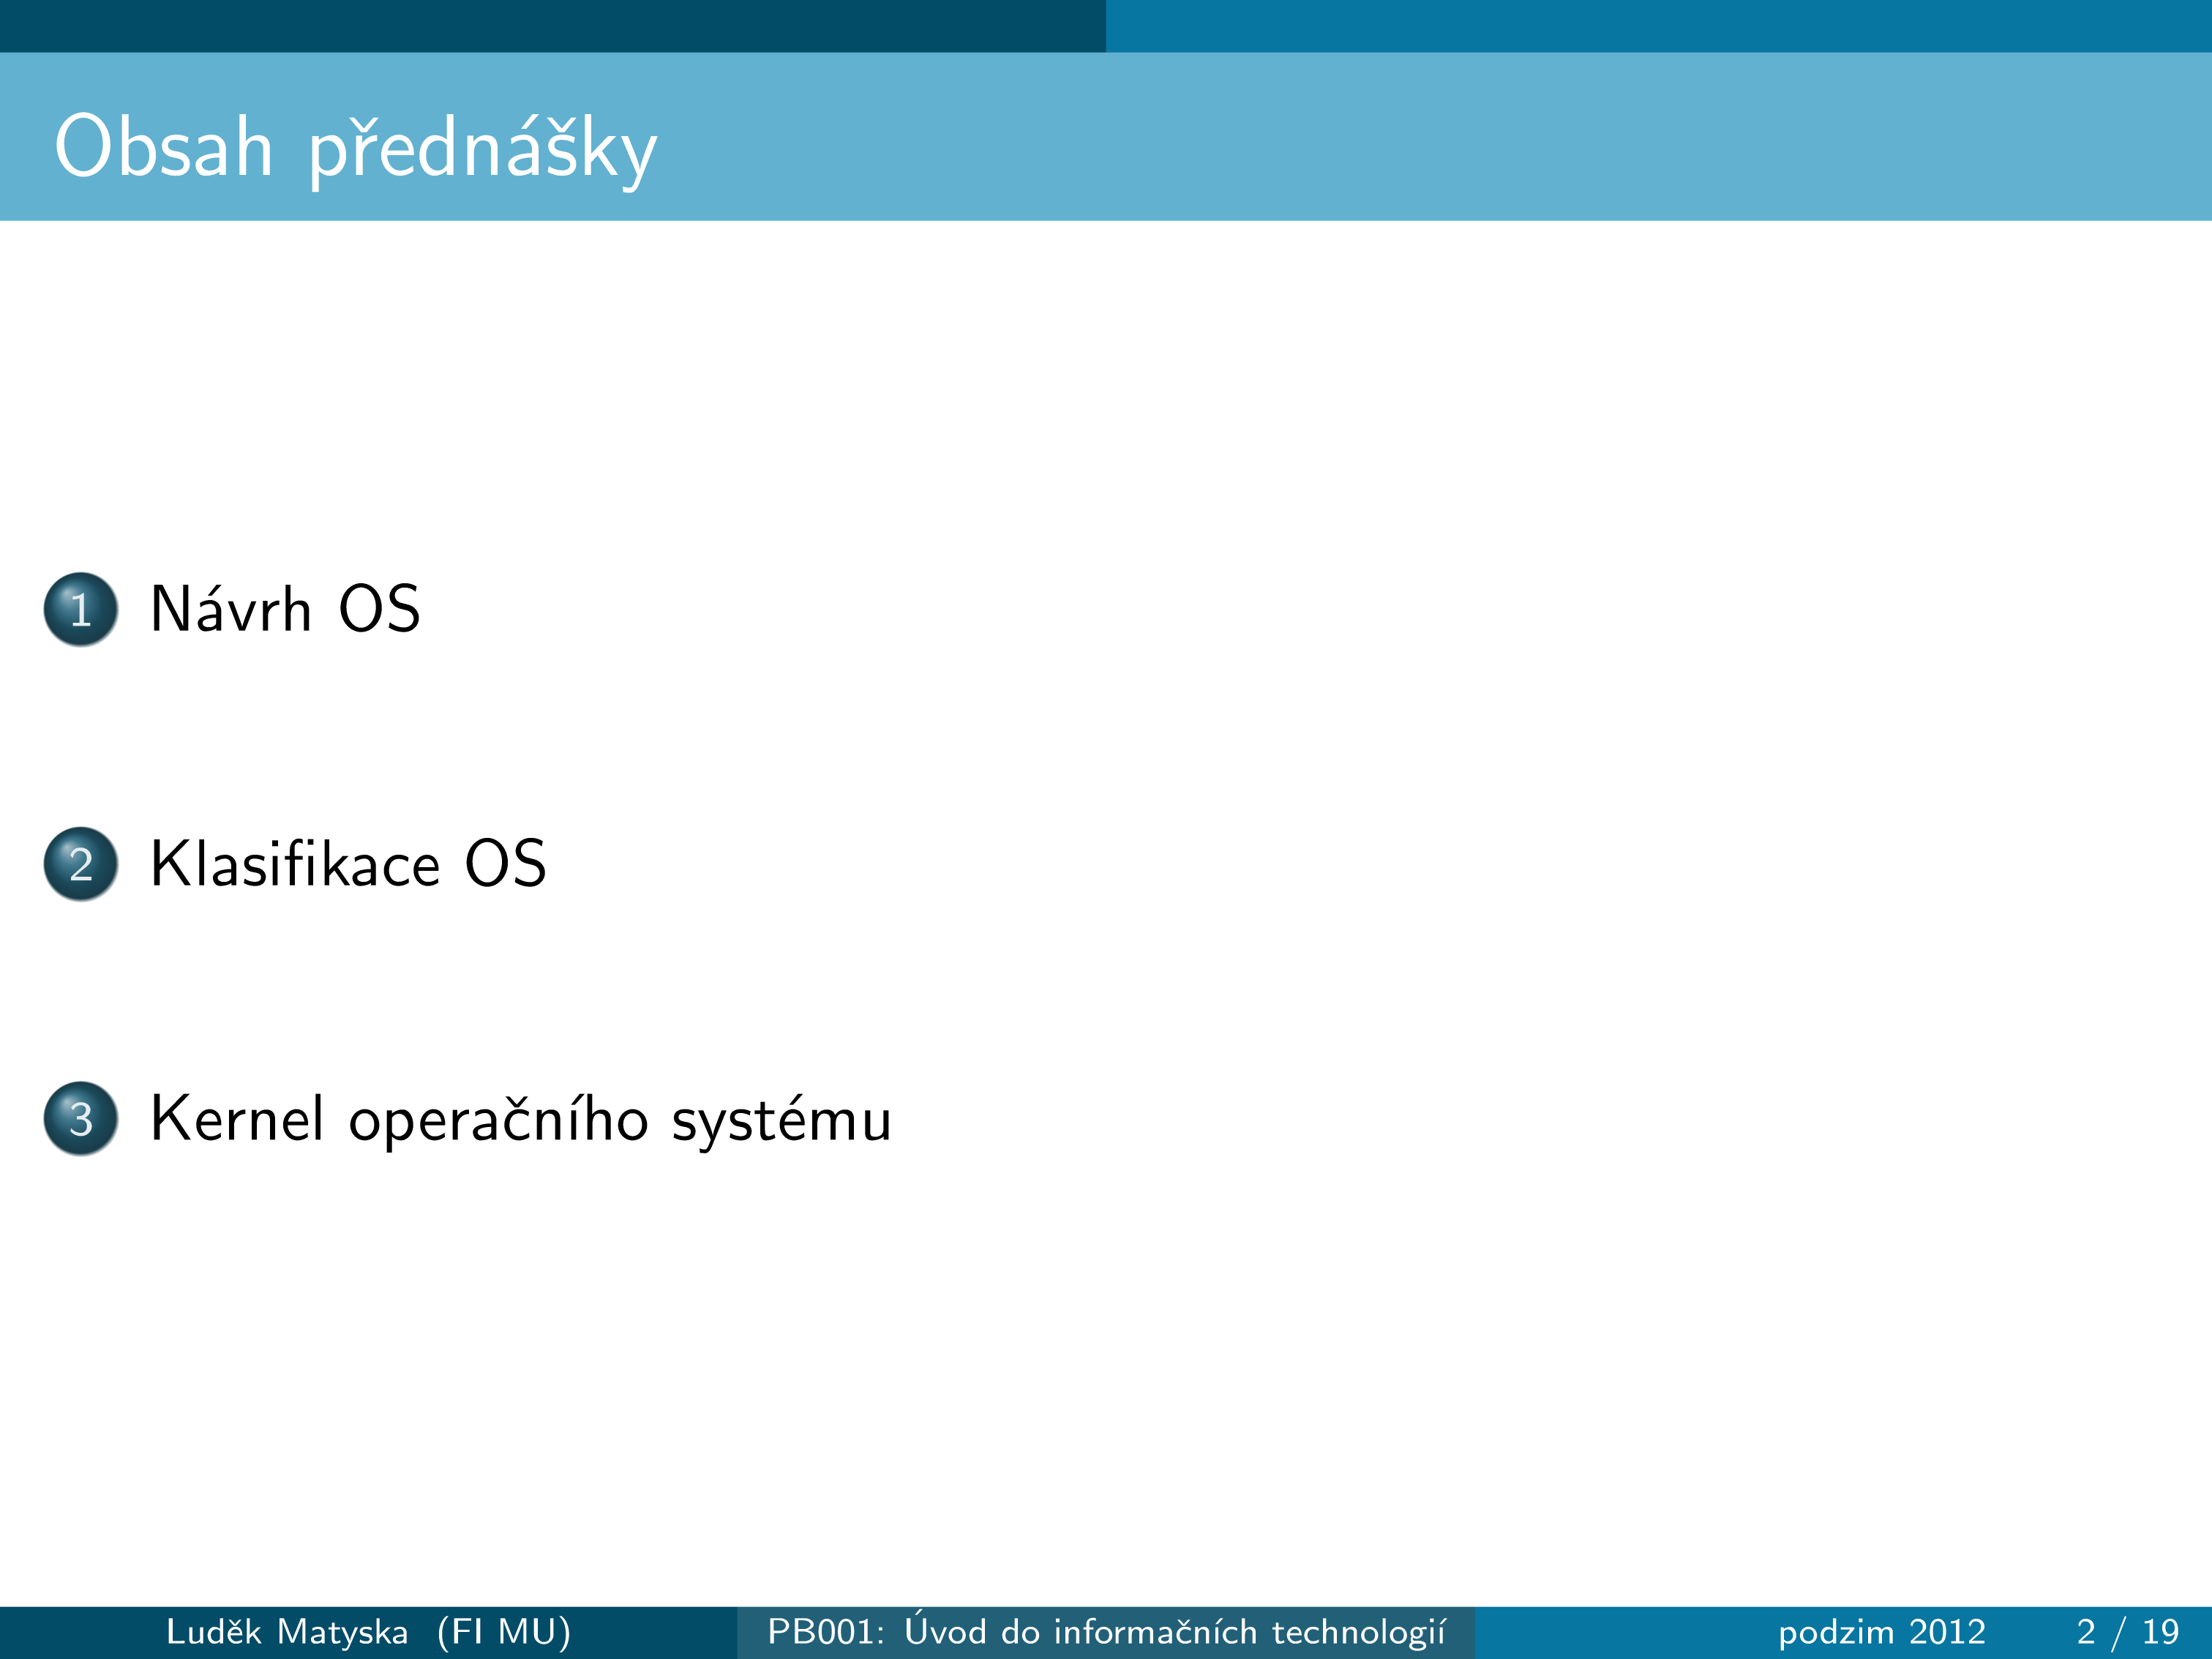 Obsah přednášky
1 Návrh OS
2 Klasifikace OS
3 Kernel operačního systému
Luděk Matyska (FI MU) PB001: Úvod do informačních technologií podzim 2012 2 / 19